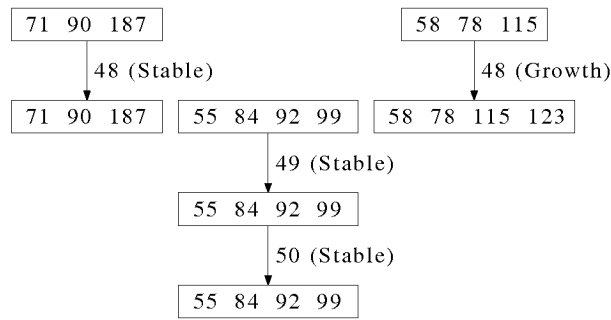 71 90 187
58 78 115
48 (Stable)
48 (Growth)
71 90 187
55 84 92 99
58 78 115 123
49 (Stable)
55 84 92 99
50 (Stable)
55 84 92 99